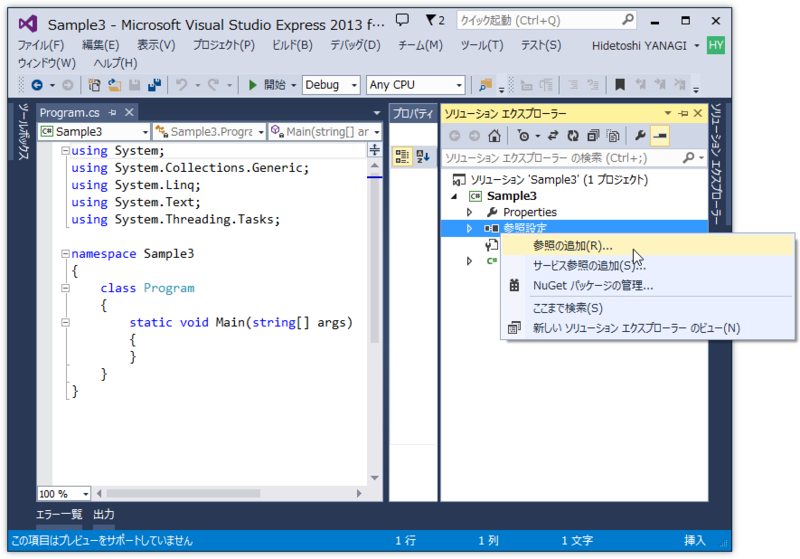 Sample3 - Microsoft Visual Studio Express 2013 f...
2
クイック起動 (Ctrl+Q)
ファイル(F) 編集(E) 表示(V) プロジェクト(P) ビルド(B) デバッグ(D) チーム(M) ツール(T) テスト(S) Hidetoshi YANAGI HY
ウィンドウ(W) ヘルプ(H)
開始 Debug Any CPU
ツールボックス
Program.cs
Sample3 Sample3.Progra Main(string[] ar
using System;
using System.Collections.Generic;
using System.Linq;
using System.Text;
using System.Threading.Tasks;
namespace Sample3
{
class Program
{
static void Main(string[] args)
{
}
}
}
100 %
プロパティ
ソリューション エクスプローラー
ソリューション エクスプローラー の検索 (Ctrl+;)
ソリューション 'Sample3' (1 プロジェクト)
C# Sample3
Properties
参照設定
C#
参照の追加(R)...
サービス参照の追加(S)...
NuGet パッケージの管理...
ここまで検索(S)
新しい ソリューション エクスプローラー のビュー(N)
ソリューション エクスプローラー
エラー一覧 出力
この項目はプレビューをサポートしていません 1 行 1 列 1 文字 挿入